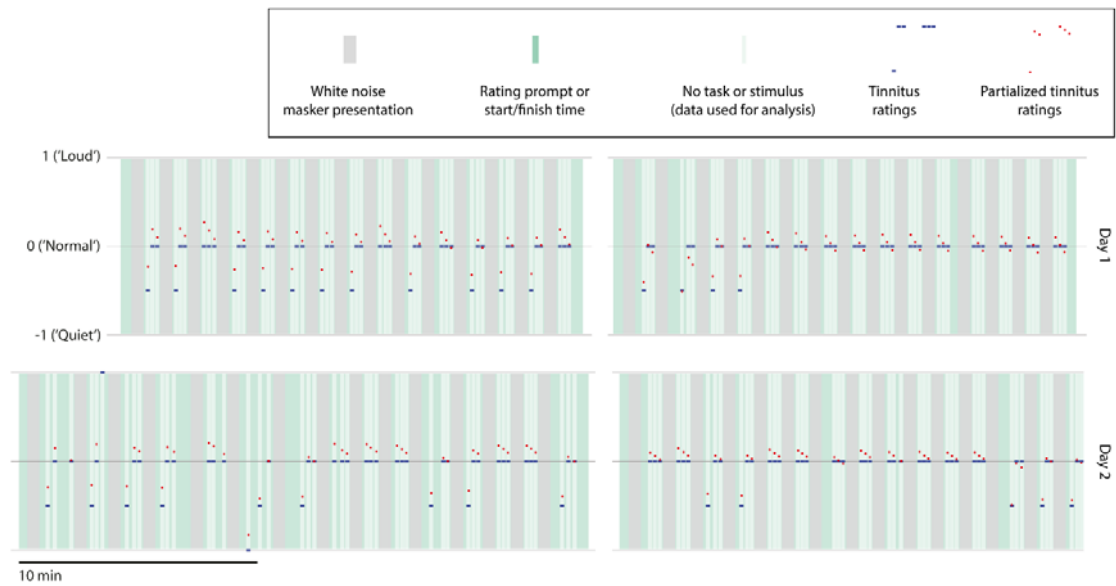 White noise
masker presentation
Rating prompt or
start/finish time
No task or stimulus
(data used for analysis)
Tinnitus
ratings
Partialized tinnitus
ratings
1 ('Loud')
0 ('Normal')
-1 ('Quiet')
Day 1
Day 2
10 min